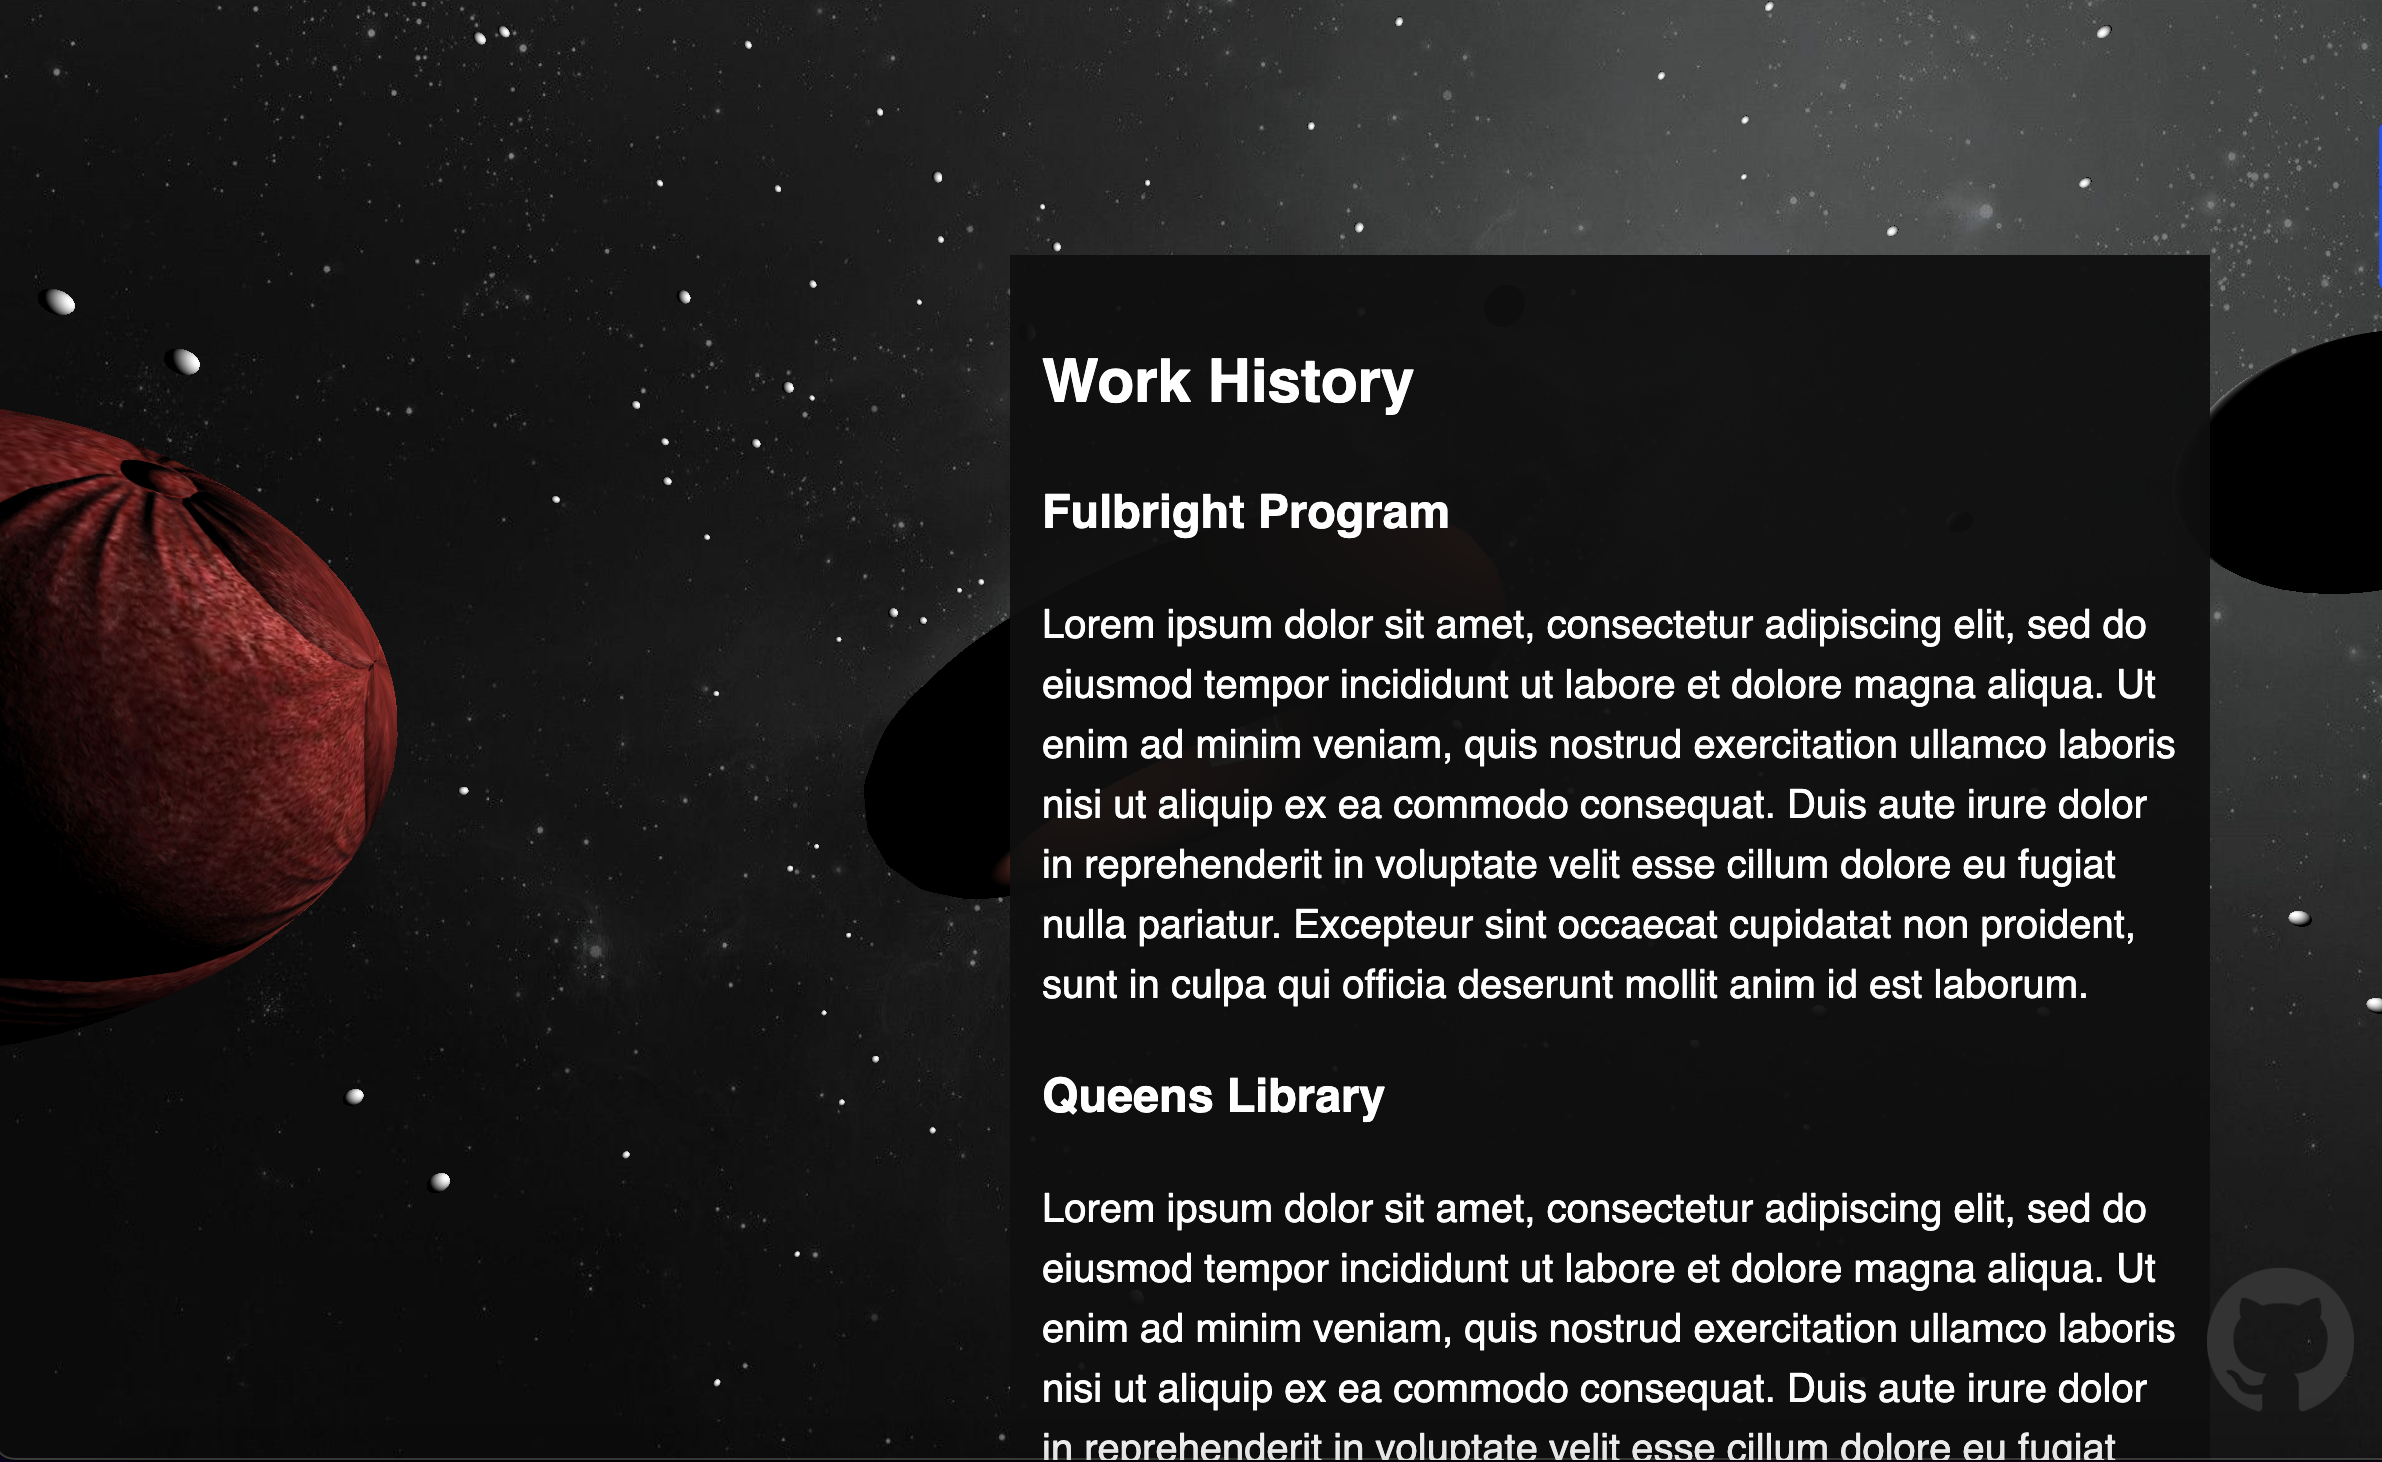 Work History
Fulbright Program
Lorem ipsum dolor sit amet, consectetur adipiscing elit, sed do
eiusmod tempor incididunt ut labore et dolore magna aliqua. Ut
enim ad minim veniam, quis nostrud exercitation ullamco laboris
nisi ut aliquip ex ea commodo consequat. Duis aute irure dolor
in reprehenderit in voluptate velit esse cillum dolore eu fugiat
nulla pariatur. Excepteur sint occaecat cupidatat non proident,
sunt in culpa qui officia deserunt mollit anim id est laborum.
Queens Library
Lorem ipsum dolor sit amet, consectetur adipiscing elit, sed do
eiusmod tempor incididunt ut labore et dolore magna aliqua. Ut
enim ad minim veniam, quis nostrud exercitation ullamco laboris
nisi ut aliquip ex ea commodo consequat. Duis aute irure dolor
in reprehenderit in voluptate velit esse cillum dolore eu fugiat